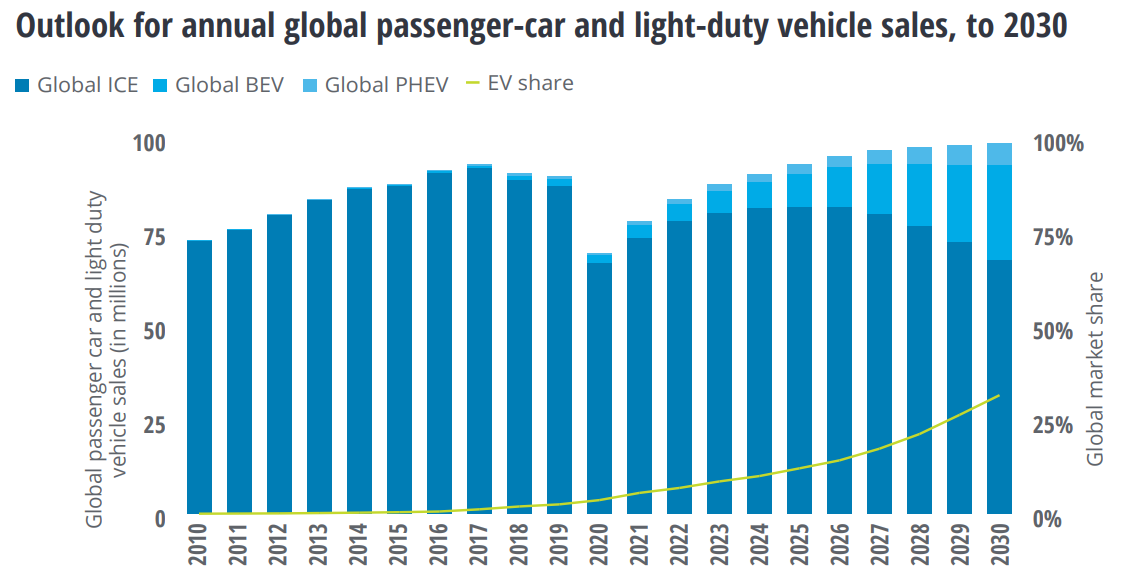 Outlook for annual global passenger-car and light-duty vehicle sales, to 2030
Global ICE Global BEV Global PHEV EV share
Global passenger car and light duty
vehicle sales (in millions)
100
75
50
25
0
100%
75%
50%
25%
0%
Global market share
2010 2011 2012 2013 2014 2015 2016 2017 2018 2019 2020 2021 2022 2023 2024 2025 2026 2027 2028 2029 2030